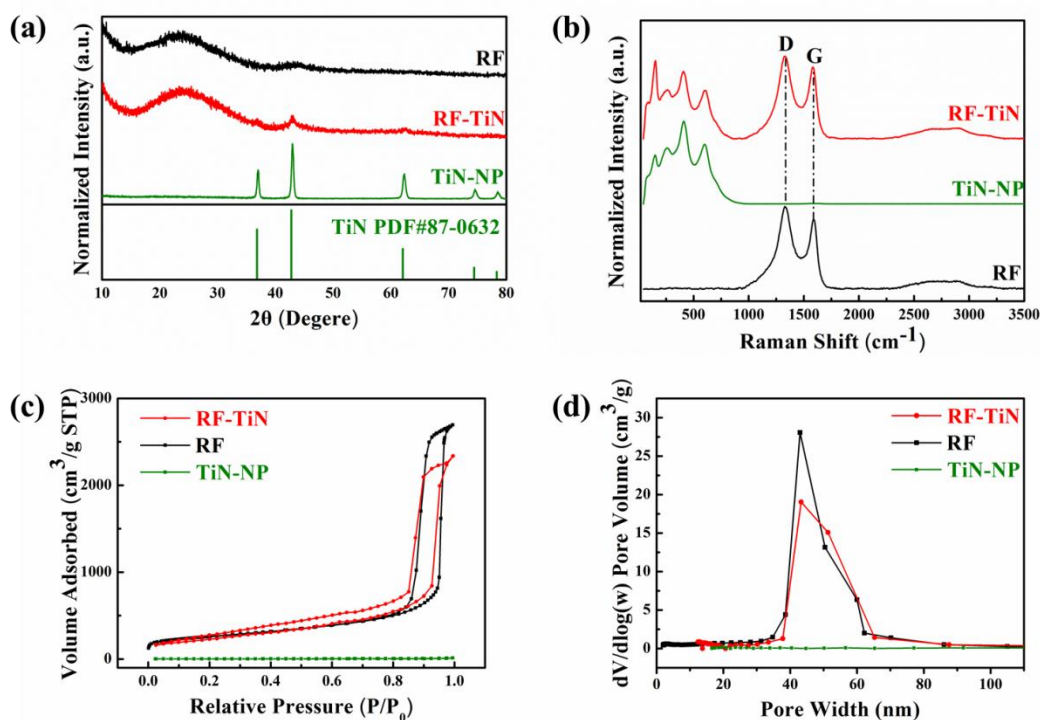 (a)
Normalized Intensity (a.u.)
RF
RF-TiN
TiN-NP
TiN PDF#87-0632
10 20 30 40 50 60 70 80
2θ (Degere)
(b)
Normalized Intensity (a.u.)
D
G
RF-TiN
TiN-NP
RF
500 1000 1500 2000 2500 3000 3500
Raman Shift (cm-1)
(c)
Volume Adsorbed (cm3/g STP)
3000
2000
1000
0
RF-TiN
RF
TiN-NP
0.0 0.2 0.4 0.6 0.8 1.0
Relative Pressure (P/P0)
(d)
dV/dlog(w) Pore Volume (cm3/g)
30
25
20
15
10
5
0
RF-TiN
RF
TiN-NP
0 20 40 60 80 100
Pore Width (nm)